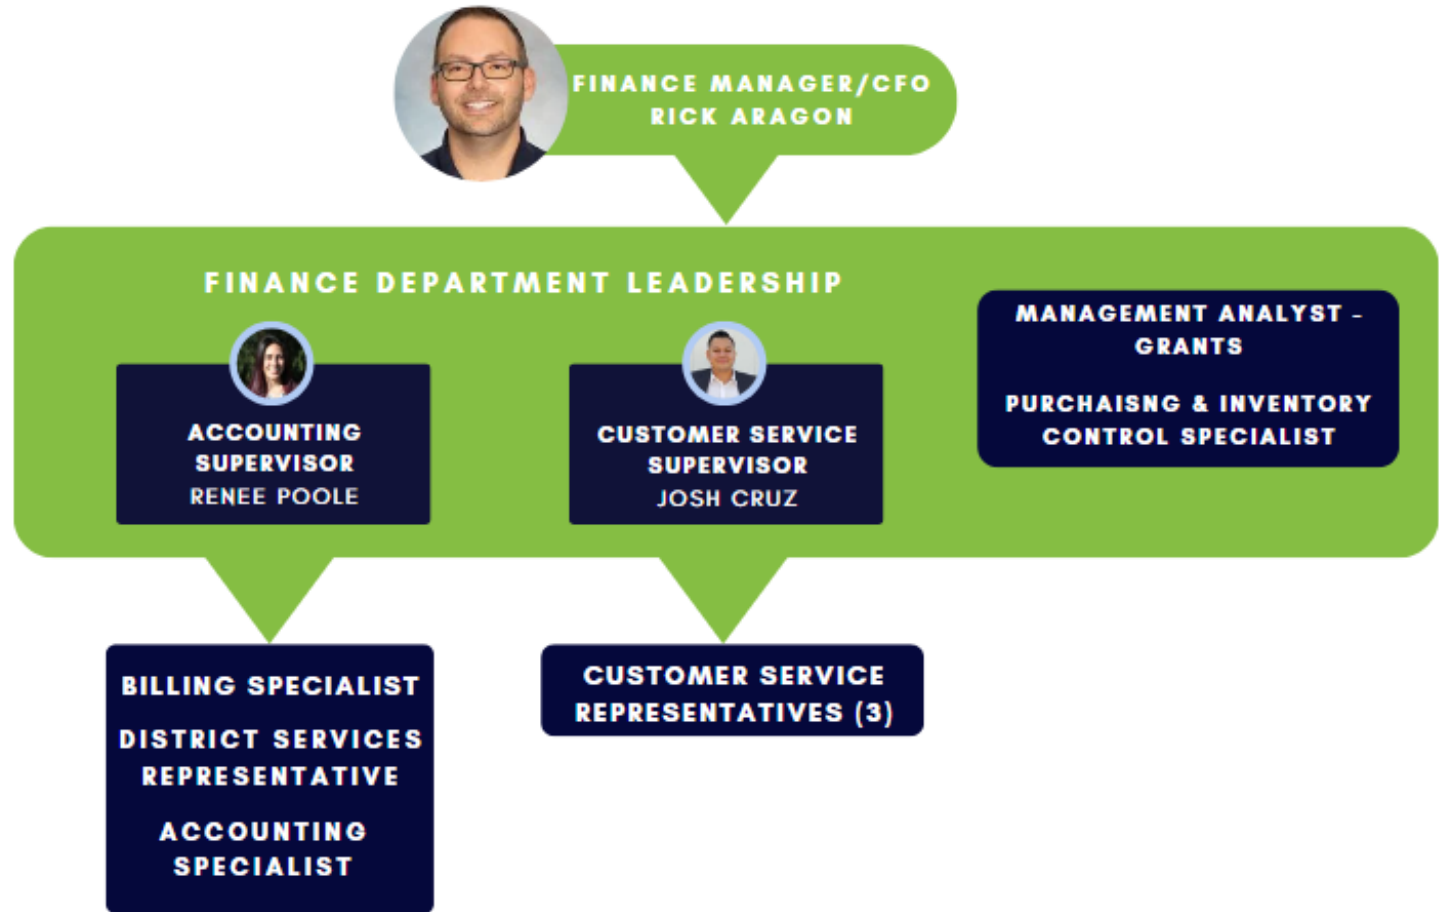 FINANCE MANAGER/CFO
RICK ARAGON
FINANCE DEPARTMENT LEADERSHIP
ACCOUNTING
SUPERVISOR
RENEE POOLE
CUSTOMER SERVICE
SUPERVISOR
JOSH CRUZ
MANAGEMENT ANALYST -
GRANTS
PURCHAISNG & INVENTORY
CONTROL SPECIALIST
BILLING SPECIALIST
DISTRICT SERVICES
REPRESENTATIVE
ACCOUNTING
SPECIALIST
CUSTOMER SERVICE
REPRESENTATIVES (3)